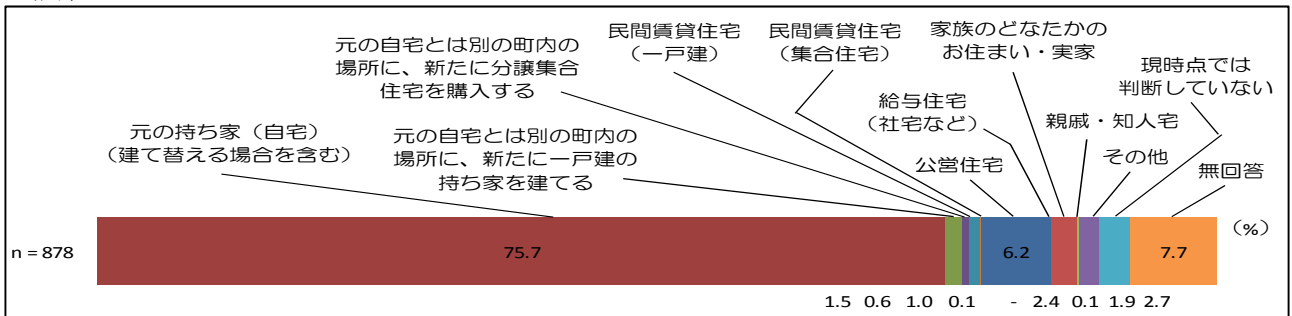 元の持ち家（自宅）
（建て替える場合を含む）
元の自宅とは別の町内の
場所に、新たに一戸建の
持ち家を建てる
元の自宅とは別の町内の
場所に、新たに分譲集合
住宅を購入する
民間賃貸住宅
（一戸建）
民間賃貸住宅
（集合住宅）
公営住宅
給与住宅
（社宅など）
家族のどなたかの
お住まい・実家
親戚・知人宅
その他
現時点では
判断していない
無回答
（%）
n = 878
75.7
6.2
7.7
1.5 0.6 1.0 0.1 - 2.4 0.1 1.9 2.7